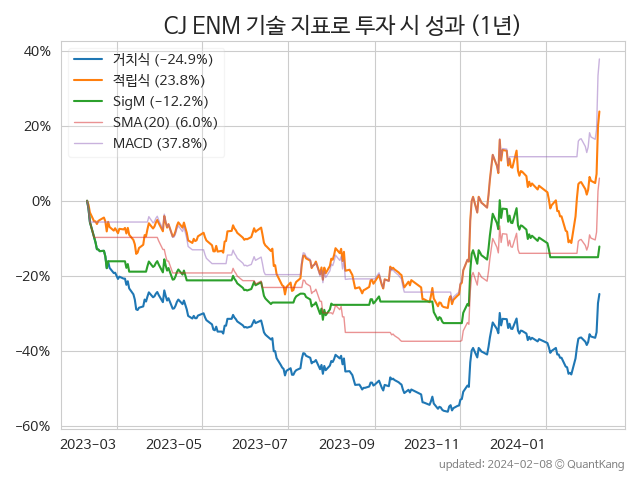 CJ ENM 기술 지표로 투자 시 성과 (1년)
거치식 (−24.9%)
적립식 (23.8%)
SigM (−12.2%)
SMA(20) (6.0%)
MACD (37.8%)
40%
20%
0%
−20%
−40%
−60%
2023-03 2023-05 2023-07 2023-09 2023-11 2024-01
updated: 2024-02-08 © QuantKang